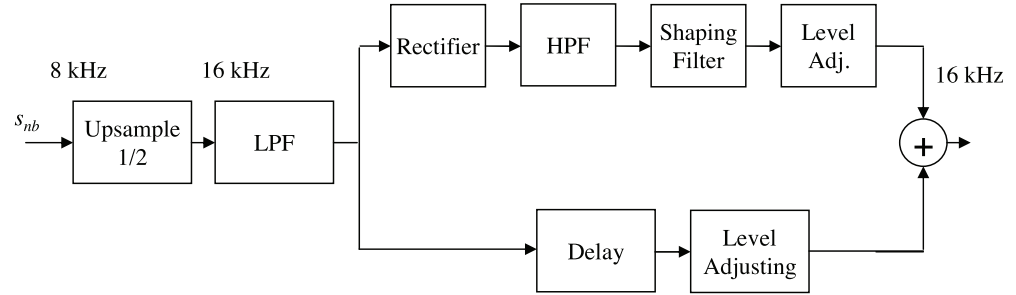 8 kHz
16 kHz
s_nb
Upsample
1/2
LPF
Rectifier
HPF
Shaping
Filter
Level
Adj.
16 kHz
+
Delay
Level
Adjusting